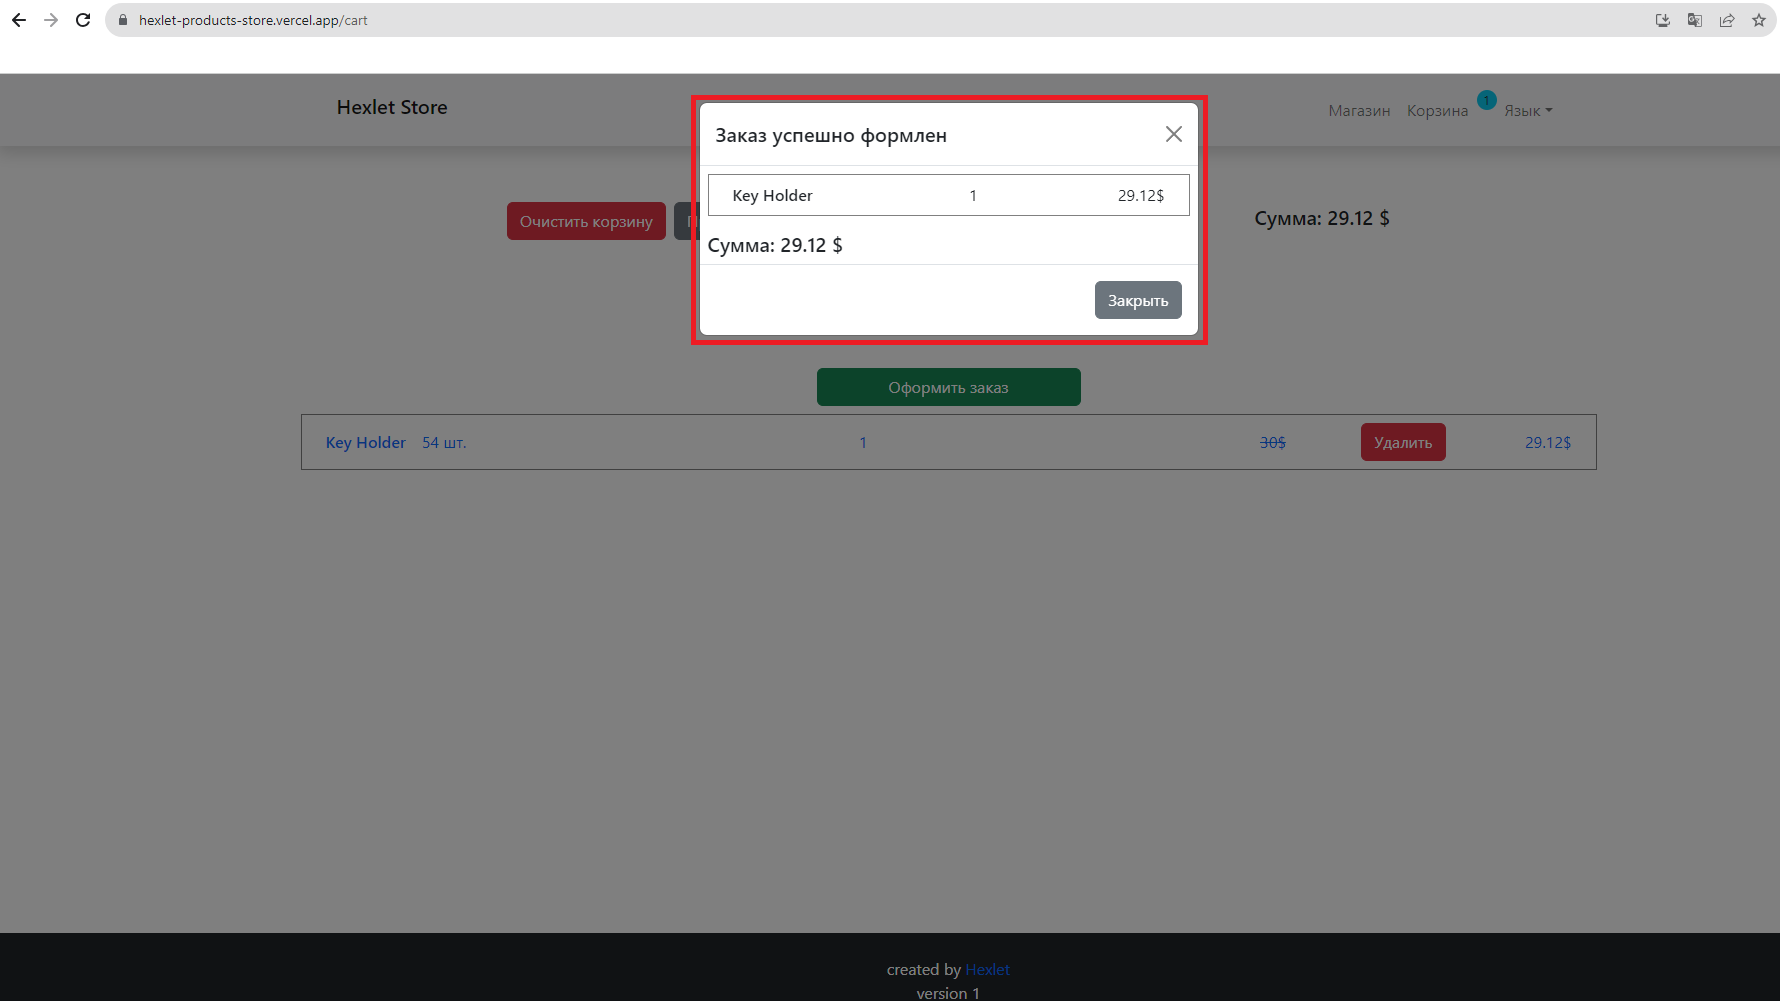 hexlet-products-store.vercel.app/cart
Hexlet Store
Магазин Корзина 1 Язык
Заказ успешно формлен
Key Holder 1 29.12$
Сумма: 29.12 $
Закрыть
Очистить корзину
Сумма: 29.12 $
Оформить заказ
Key Holder 54 шт. 1 30$ Удалить 29.12$
created by Hexlet
version 1